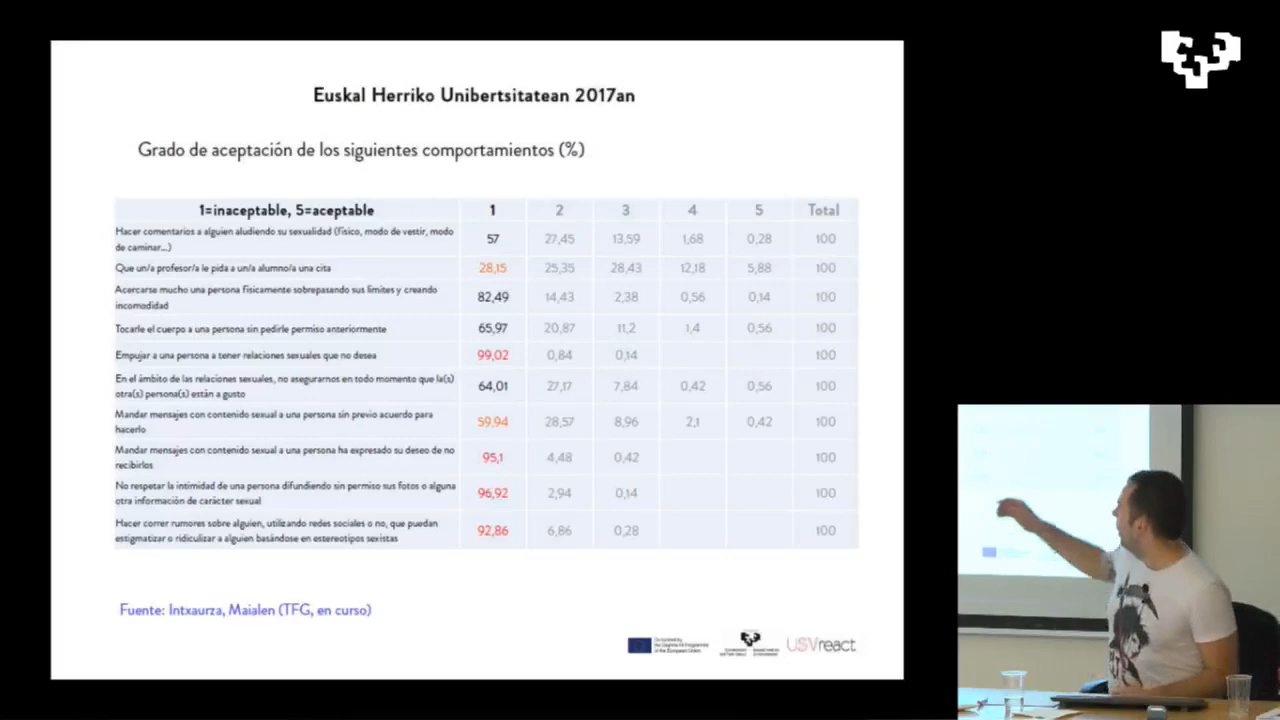 Euskal Herriko Unibertsitatean 2017an
Grado de aceptación de los siguientes comportamientos (%)
1=inaceptable, 5=aceptable 1 2 3 4 5 Total
Hacer comentarios a alguien aludiendo su sexualidad (físico, modo de vestir, modo
de caminar...) 57 27,45 13,59 1,68 0,28 100
Que un/a profesor/a le pida a un/a alumno/a una cita 28,15 25,35 28,43 12,18 5,88 100
Acercarse mucho una persona físicamente sobrepasando sus límites y creando
incomodidad 82,49 14,43 2,38 0,56 0,14 100
Tocarle el cuerpo a una persona sin pedirle permiso anteriormente 65,97 20,87 11,2 1,4 0,56 100
Empujar a una persona a tener relaciones sexuales que no desea 99,02 0,84 0,14 100
En el ámbito de las relaciones sexuales, no asegurarnos en todo momento que la(s)
otra(s) persona(s) están a gusto 64,01 27,17 7,84 0,42 0,56 100
Mandar mensajes con contenido sexual a una persona sin previo acuerdo para
hacerlo 59,94 28,57 8,96 2,1 0,42 100
Mandar mensajes con contenido sexual a una persona ha expresado su deseo de no
recibirlos 95,1 4,48 0,42 100
No respetar la intimidad de una persona difundiendo sin permiso sus fotos o alguna
otra información de carácter sexual 96,92 2,94 0,14 100
Hacer correr rumores sobre alguien, utilizando redes sociales o no, que puedan
estigmatizar o ridiculizar a alguien basándose en estereotipos sexistas 92,86 6,86 0,28 100
Fuente: Intxaurza, Maialen (TFG, en curso)
USVreact